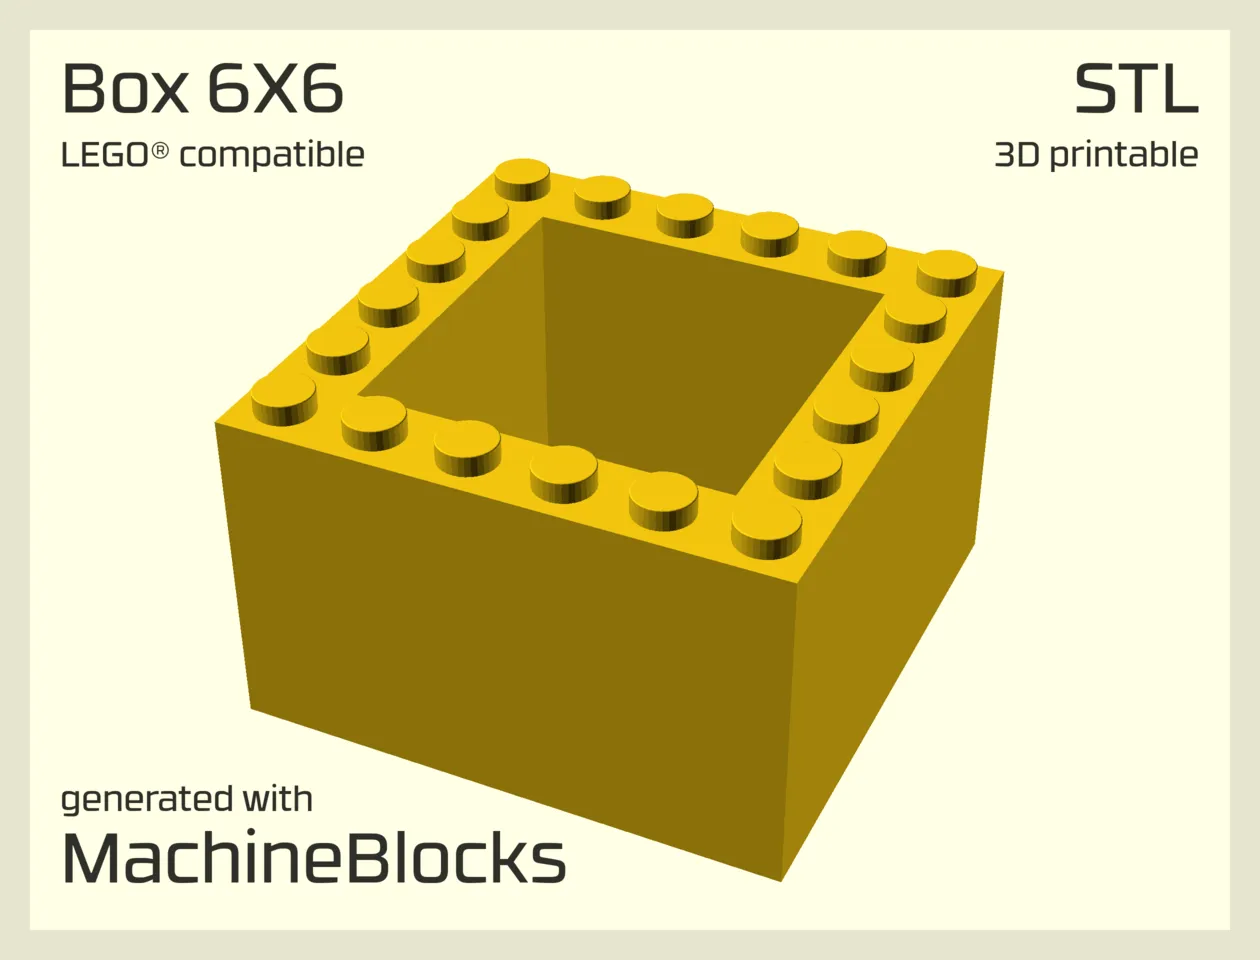 Box 6X6
LEGO® compatible
STL
3D printable
generated with
MachineBlocks